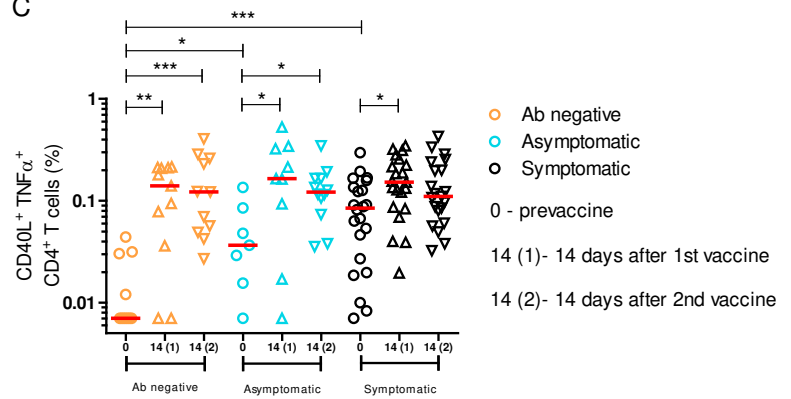 C
***
*
***
*
**
*
*
1
0.1
0.01
CD40L⁺ TNFα⁺
CD4⁺ T cells (%)
Ab negative
Asymptomatic
Symptomatic
0 - prevaccine
14 (1)- 14 days after 1st vaccine
14 (2)- 14 days after 2nd vaccine
0 14 (1) 14 (2) 0 14 (1) 14 (2) 0 14 (1) 14 (2)
Ab negative Asymptomatic Symptomatic